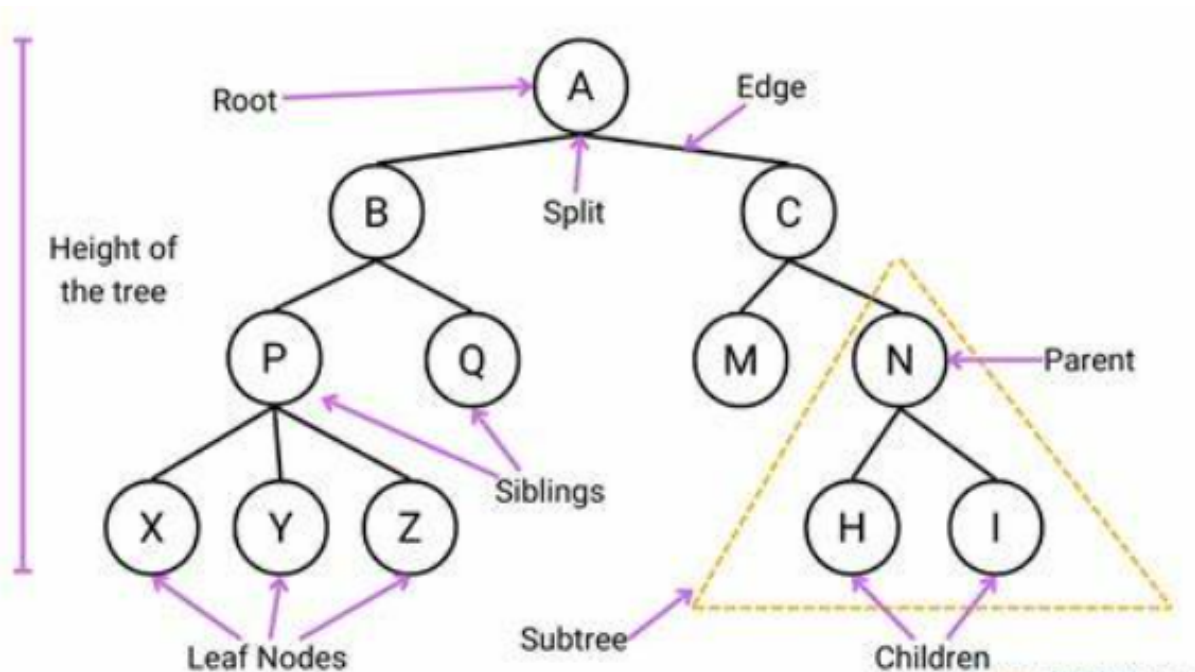 A
Root
Edge
B
Split
C
Height of
the tree
P
Q
M
N
Parent
Siblings
X
Y
Z
H
I
Subtree
Leaf Nodes
Children